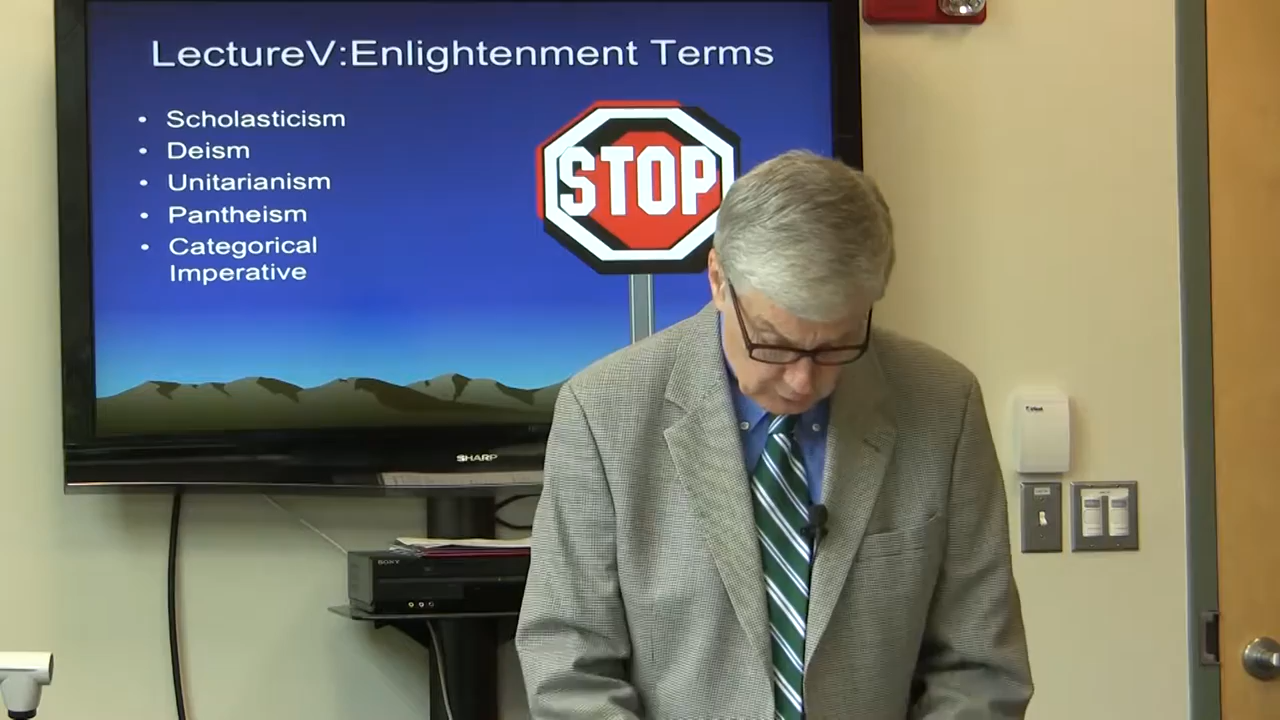 LectureV:Enlightenment Terms
• Scholasticism
• Deism
• Unitarianism
• Pantheism
• Categorical
Imperative
STOP
SHARP
SONY